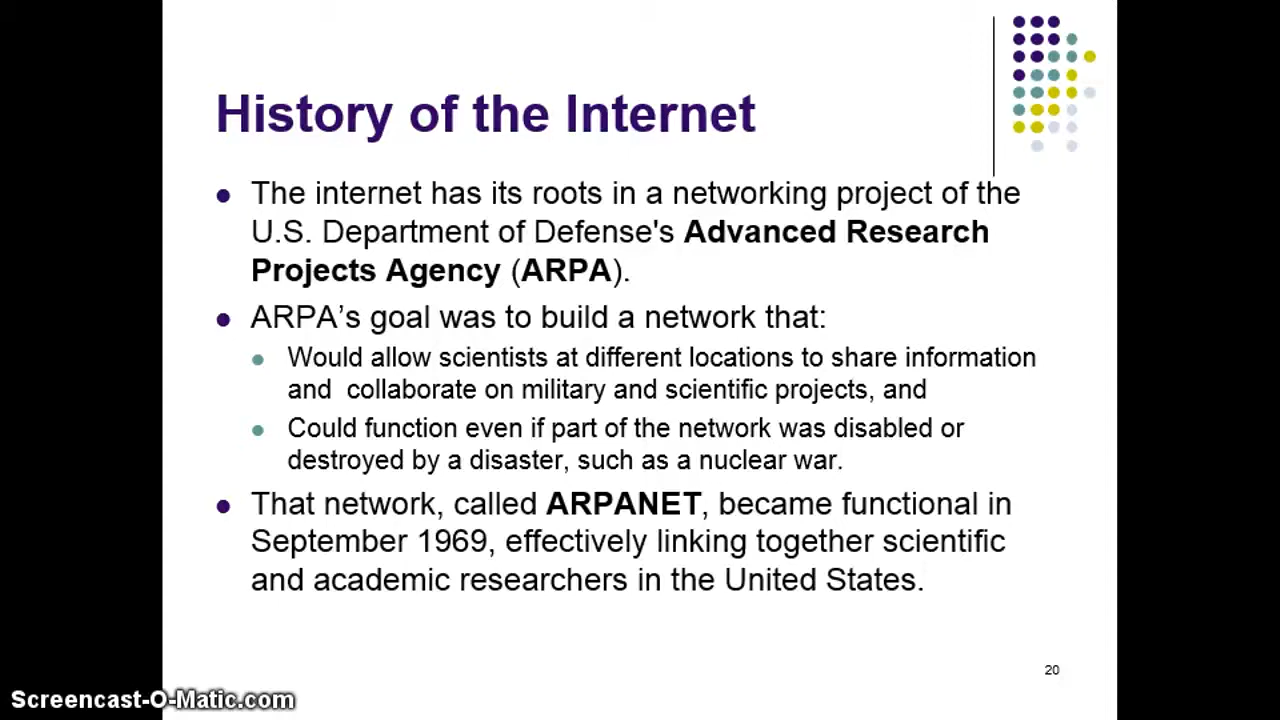 History of the Internet
● The internet has its roots in a networking project of the
U.S. Department of Defense's Advanced Research
Projects Agency (ARPA).
● ARPA’s goal was to build a network that:
● Would allow scientists at different locations to share information
and  collaborate on military and scientific projects, and
● Could function even if part of the network was disabled or
destroyed by a disaster, such as a nuclear war.
● That network, called ARPANET, became functional in
September 1969, effectively linking together scientific
and academic researchers in the United States.
20
Screencast-O-Matic.com